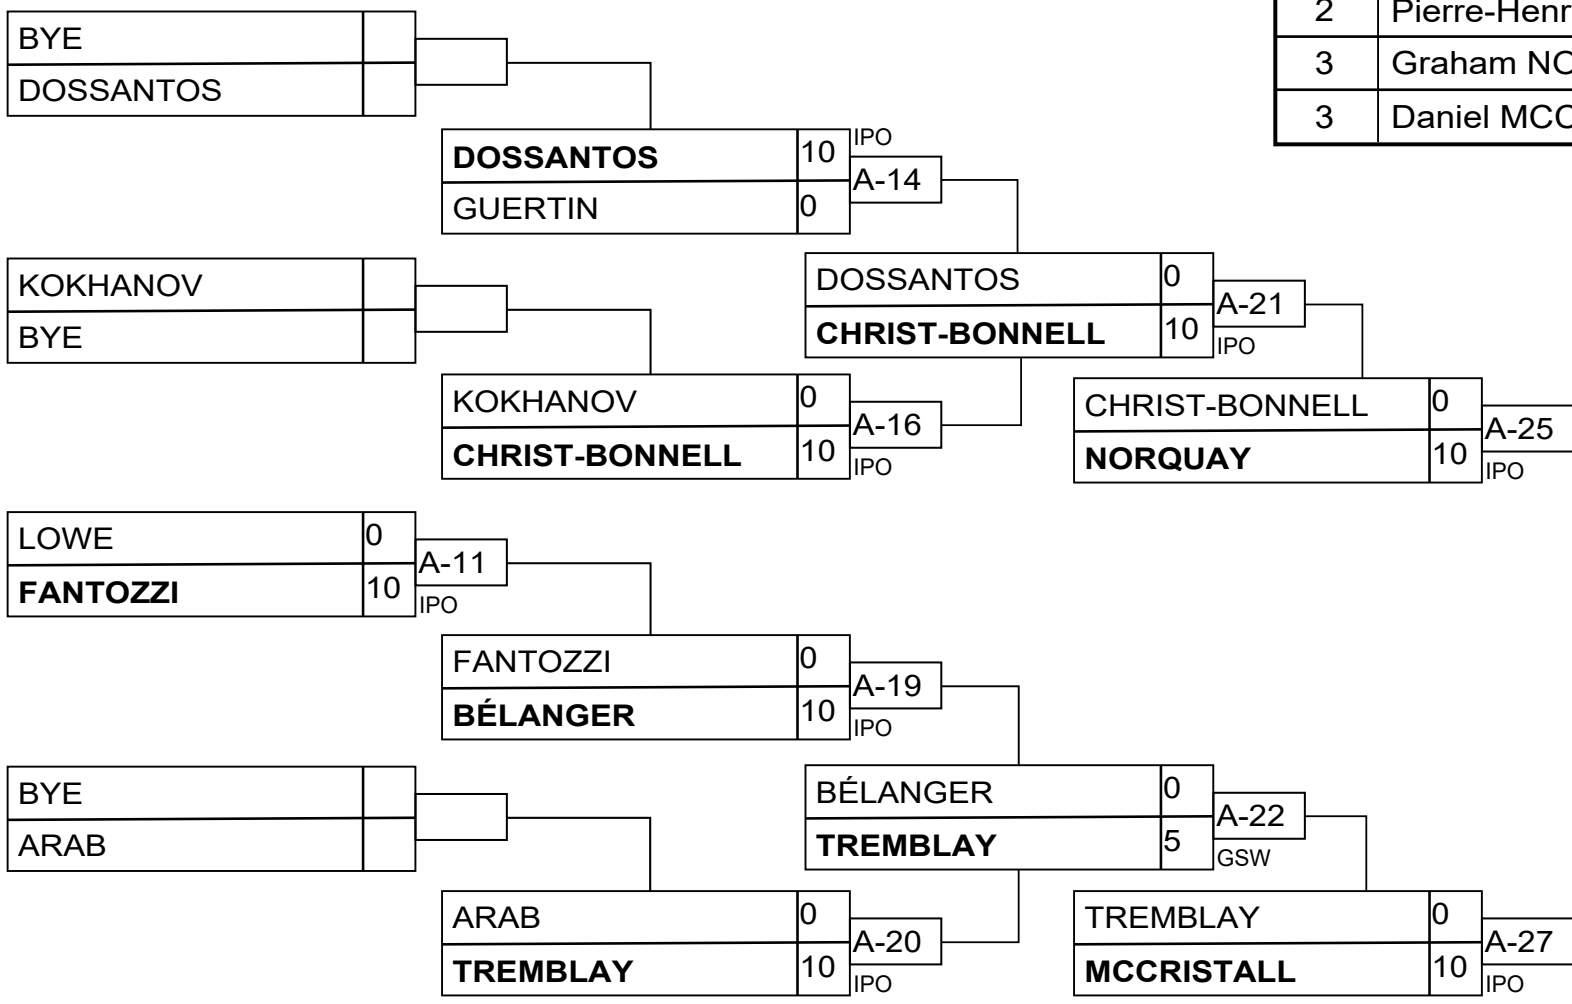 2 Pierre-Henr
3 Graham NO
3 Daniel MCC
BYE
DOSSANTOS
DOSSANTOS 10 IPO
A-14
GUERTIN 0
KOKHANOV
BYE
DOSSANTOS 0
A-21
CHRIST-BONNELL 10 IPO
KOKHANOV 0
A-16
CHRIST-BONNELL 10 IPO
CHRIST-BONNELL 0
A-25
NORQUAY 10 IPO
LOWE 0
A-11
FANTOZZI 10 IPO
FANTOZZI 0
A-19
BÉLANGER 10 IPO
BYE
ARAB
BÉLANGER 0
A-22
TREMBLAY 5 GSW
ARAB 0
A-20
TREMBLAY 10 IPO
TREMBLAY 0
A-27
MCCRISTALL 10 IPO